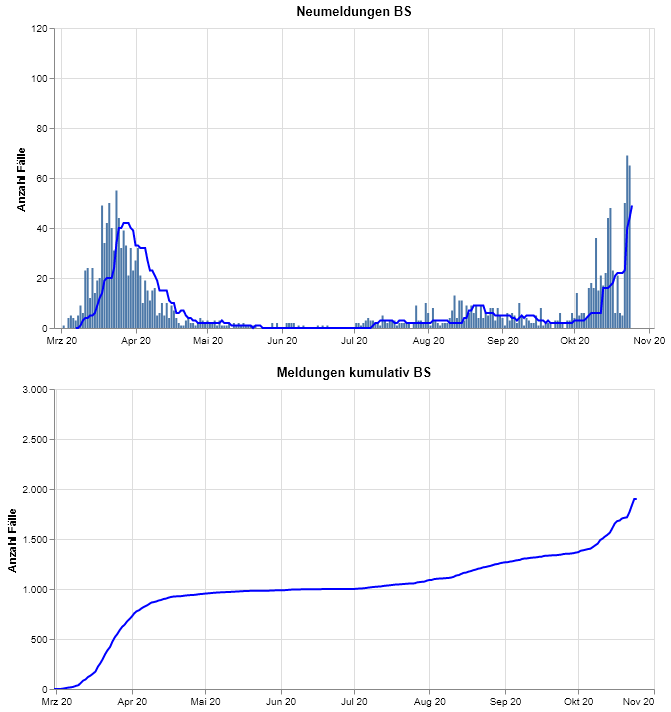 Neumeldungen BS
120
100
80
60
40
20
0
Anzahl Fälle
Mrz 20 Apr 20 Mai 20 Jun 20 Jul 20 Aug 20 Sep 20 Okt 20 Nov 20
Meldungen kumulativ BS
3.000
2.500
2.000
1.500
1.000
500
0
Anzahl Fälle
Mrz 20 Apr 20 Mai 20 Jun 20 Jul 20 Aug 20 Sep 20 Okt 20 Nov 20